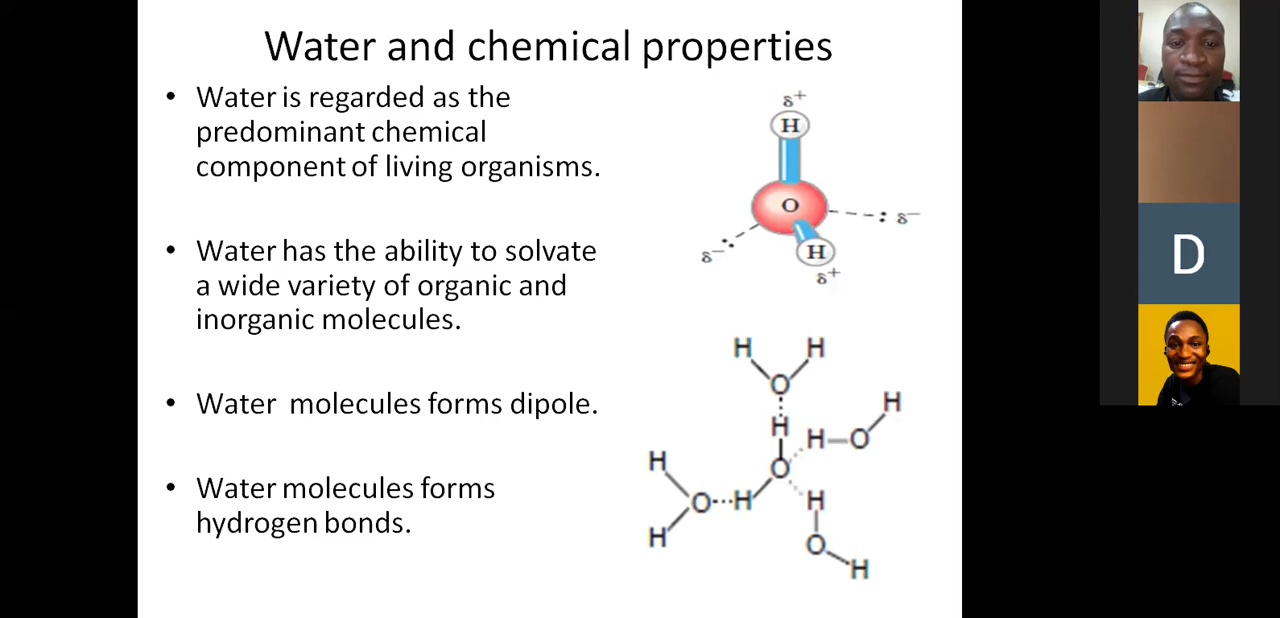 Water and chemical properties
• Water is regarded as the
predominant chemical
component of living organisms.
• Water has the ability to solvate
a wide variety of organic and
inorganic molecules.
• Water molecules forms dipole.
• Water molecules forms
hydrogen bonds.
δ+
H
O
: δ−
δ− :
H
δ+
H H
O
H
H
H–O
O
H
O···H
H
H
O
H
D